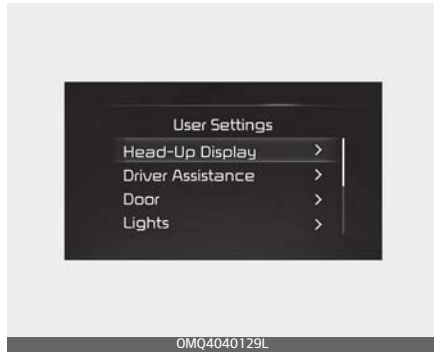 User Settings
Head-Up Display >
Driver Assistance >
Door >
Lights >
OMQ4040129L